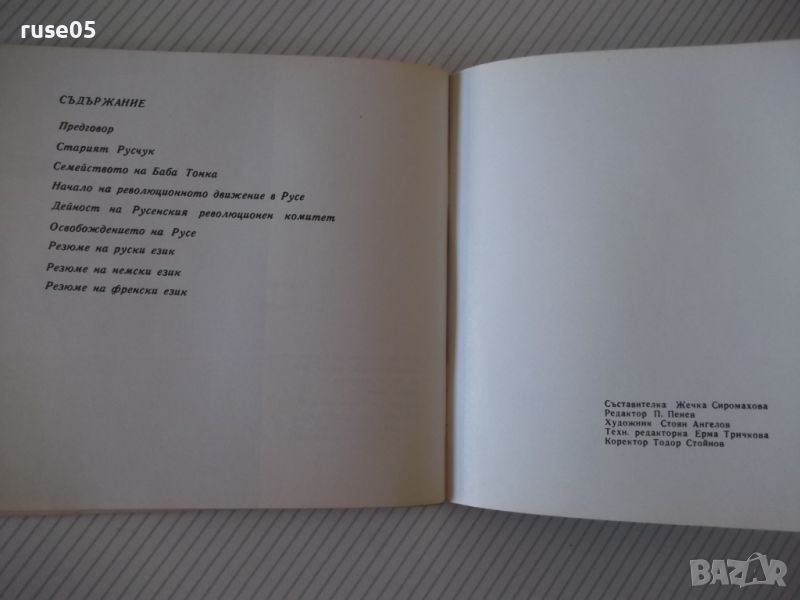 ruse05
СЪДЪРЖАНИЕ
Предговор
Старият Русчук
Семейството на Баба Тонка
Начало на революционното движение в Русе
Дейност на Русенския революционен комитет
Освобождението на Русе
Резюме на руски език
Резюме на немски език
Резюме на френски език
Съставителка Жечка Сиромахова
Редактор П. Пенев
Художник Стоян Ангелов
Техн. редакторка Ерма Тричкова
Коректор Тодор Стойнов
BAZAR